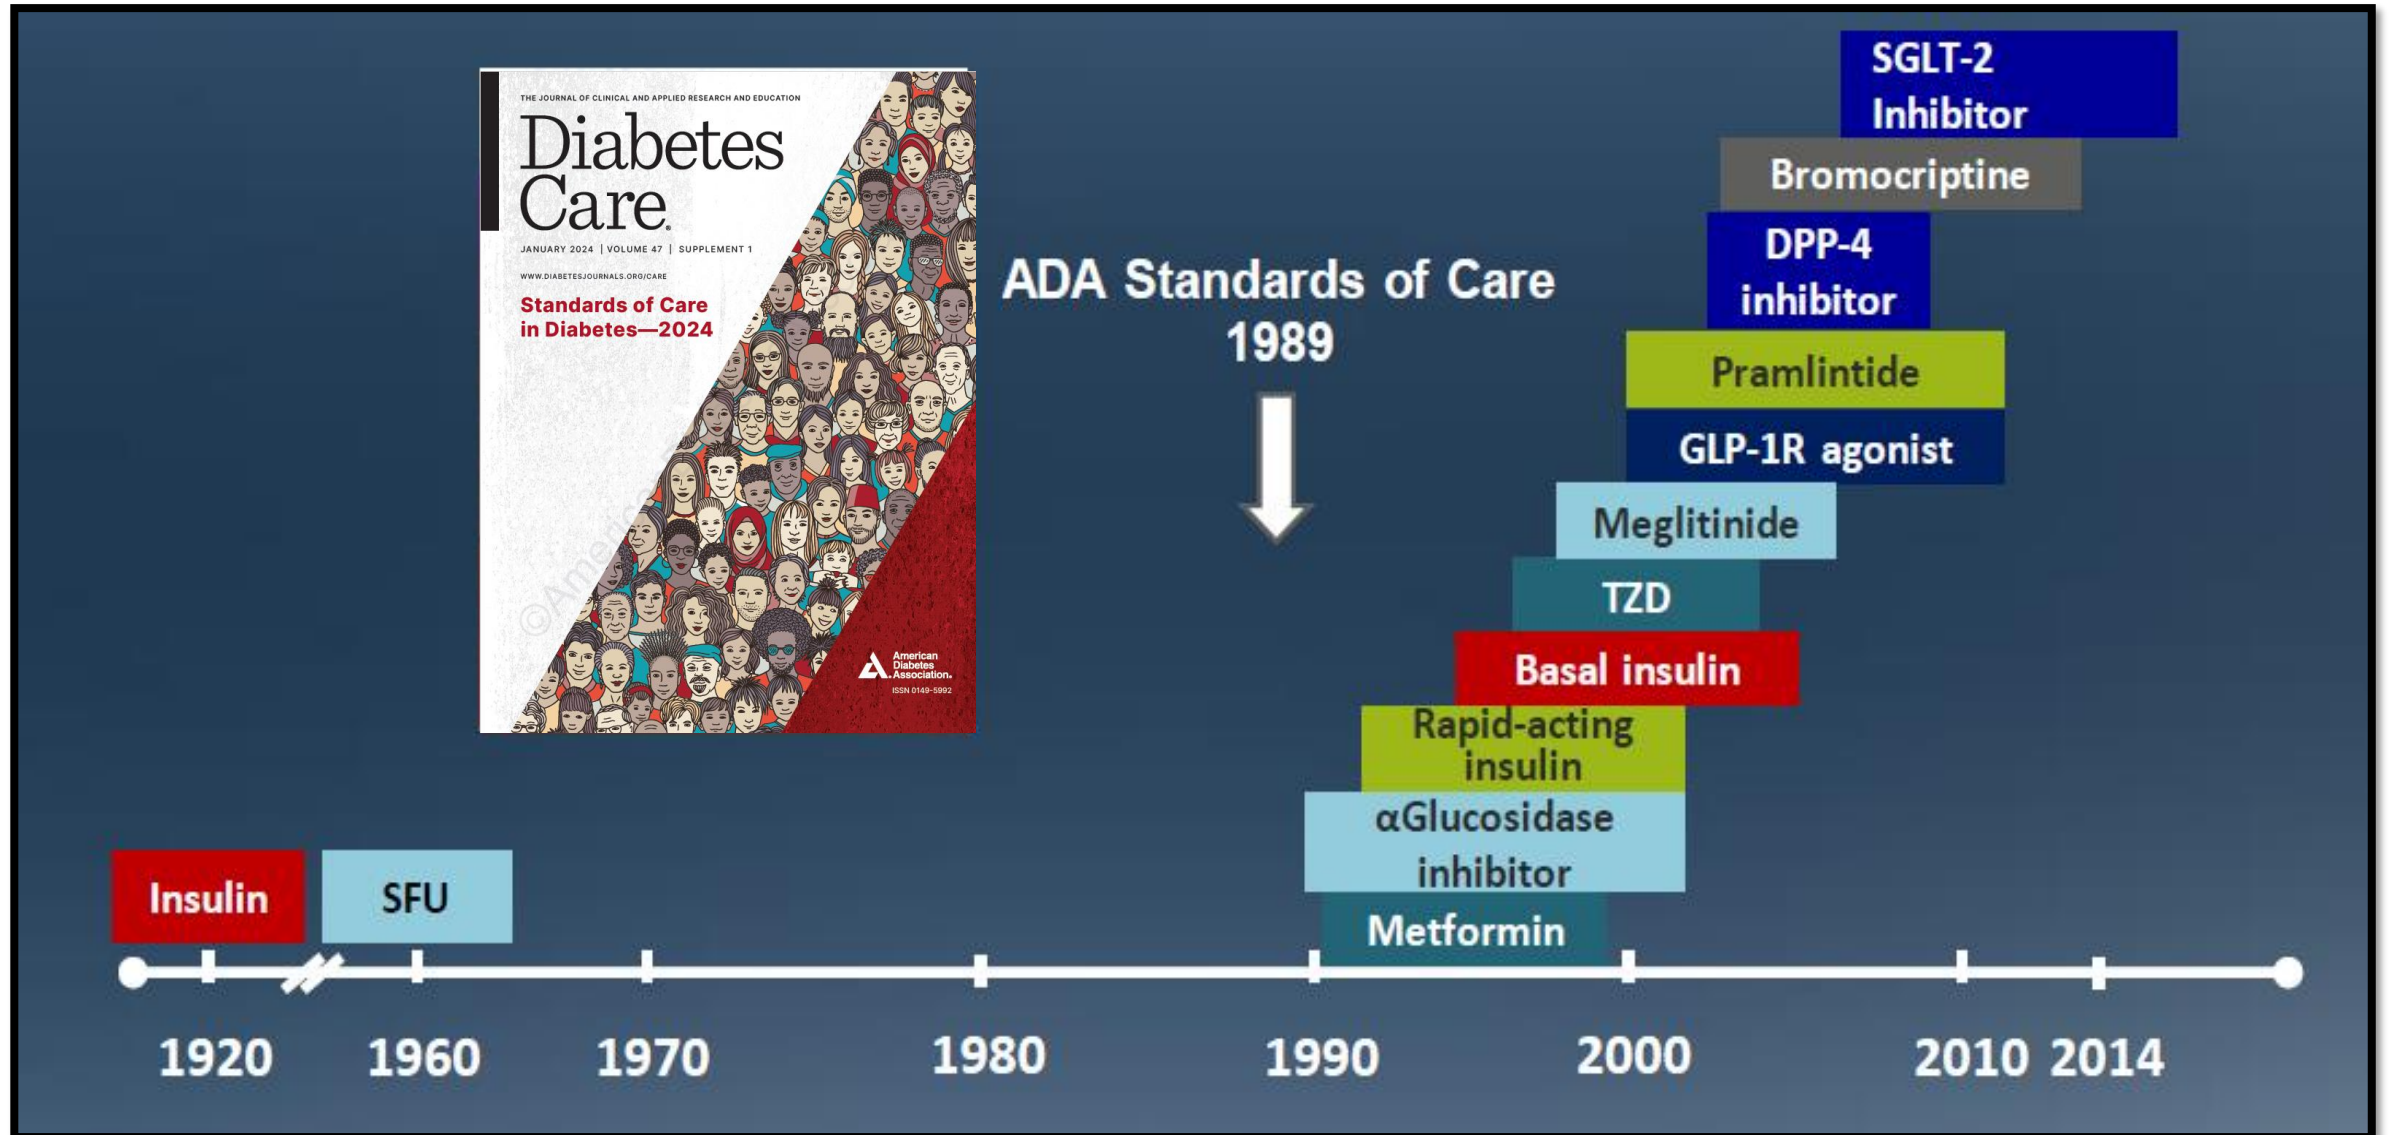 THE JOURNAL OF CLINICAL AND APPLIED RESEARCH AND EDUCATION
Diabetes
Care®
JANUARY 2024 | VOLUME 47 | SUPPLEMENT 1
WWW.DIABETESJOURNALS.ORG/CARE
Standards of Care
in Diabetes—2024
©America
American
Diabetes
Association.
ISSN 0149-5992
ADA Standards of Care
1989
SGLT-2
Inhibitor
Bromocriptine
DPP-4
inhibitor
Pramlintide
GLP-1R agonist
Meglitinide
TZD
Basal insulin
Rapid-acting
insulin
αGlucosidase
inhibitor
Metformin
Insulin
SFU
1920 1960 1970 1980 1990 2000 2010 2014